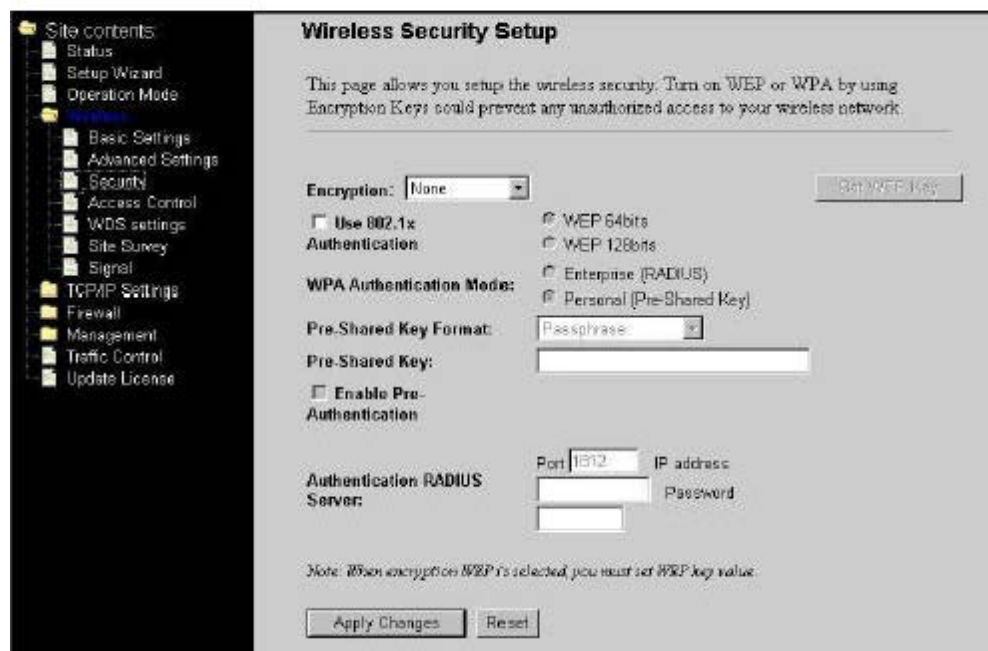 Site contents:
Status
Setup Wizard
Operation Mode
Wireless
Basic Settings
Advanced Settings
Security
Access Control
WDS settings
Site Survey
Signal
TCP/IP Settings
Firewall
Management
Traffic Control
Update License
Wireless Security Setup
This page allows you setup the wireless security. Turn on WEP or WPA by using
Encryption Keys could prevent any unauthorized access to your wireless network.
Encryption: None
Set WEP Key
Use 802.1x
Authentication
WEP 64bits
WEP 128bits
WPA Authentication Mode:
Enterprise (RADIUS)
Personal (Pre-Shared Key)
Pre-Shared Key Format: Passphrase
Pre-Shared Key:
Enable Pre-
Authentication
Authentication RADIUS
Server:
Port 1812 IP address
Password
Note: When encryption WEP is selected, you must set WEP key value.
Apply Changes Reset